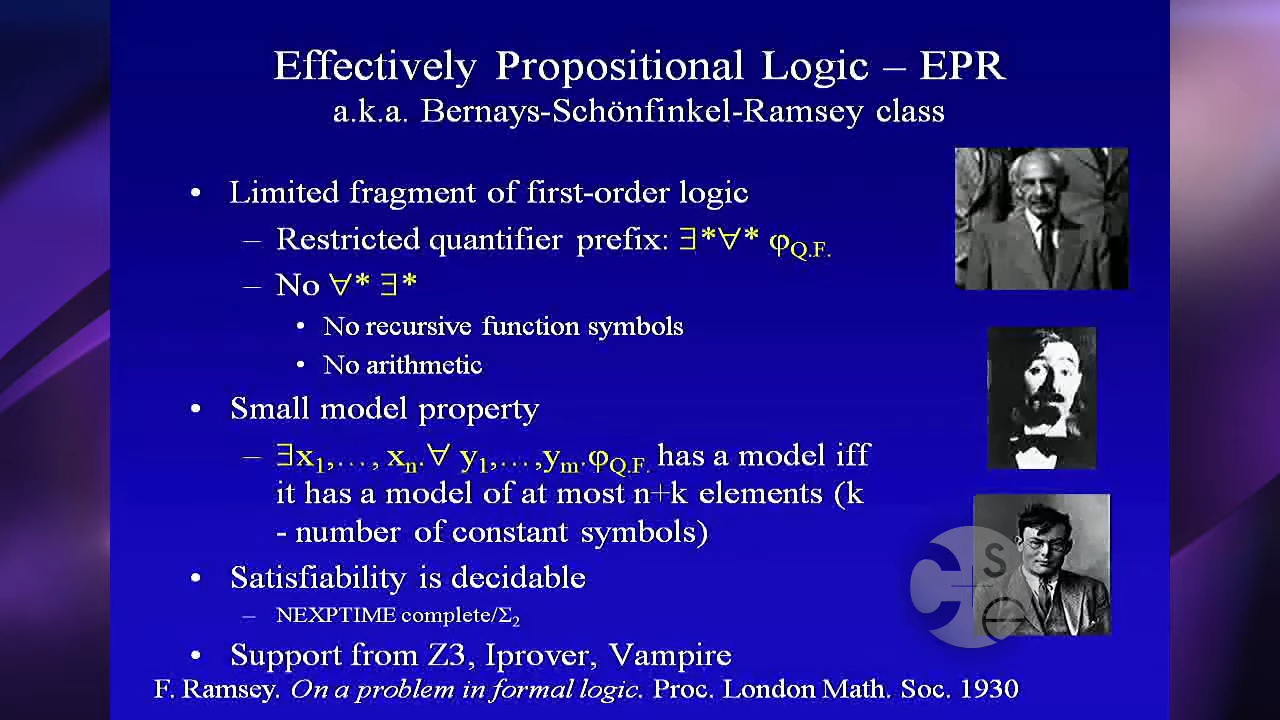 Effectively Propositional Logic – EPR
a.k.a. Bernays-Schönfinkel-Ramsey class
• Limited fragment of first-order logic
– Restricted quantifier prefix: ∃*∀* φQ.F.
– No ∀* ∃*
• No recursive function symbols
• No arithmetic
• Small model property
– ∃x1,…, xn.∀ y1,…,ym.φQ.F. has a model iff
it has a model of at most n+k elements (k
- number of constant symbols)
• Satisfiability is decidable
– NEXPTIME complete/Σ2
• Support from Z3, Iprover, Vampire
F. Ramsey. On a problem in formal logic. Proc. London Math. Soc. 1930
C+se